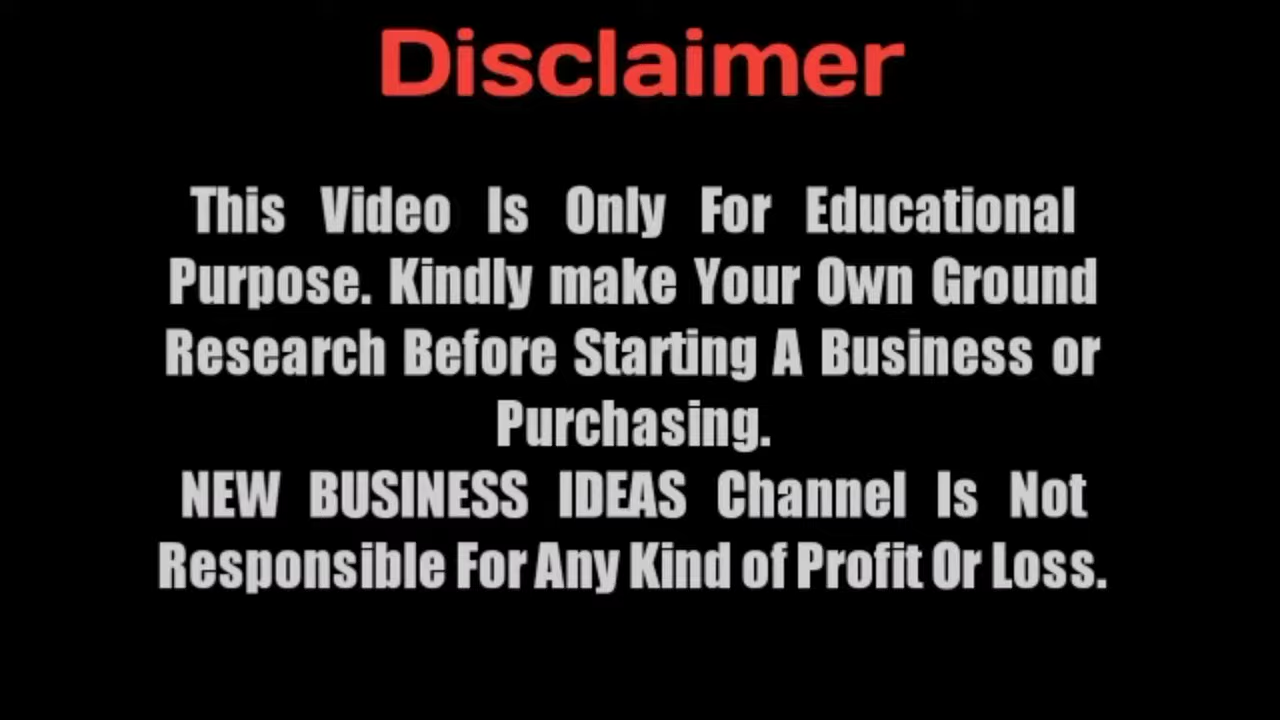 Disclaimer
This Video Is Only For Educational
Purpose. Kindly make Your Own Ground
Research Before Starting A Business or
Purchasing.
NEW BUSINESS IDEAS Channel Is Not
Responsible For Any Kind of Profit Or Loss.